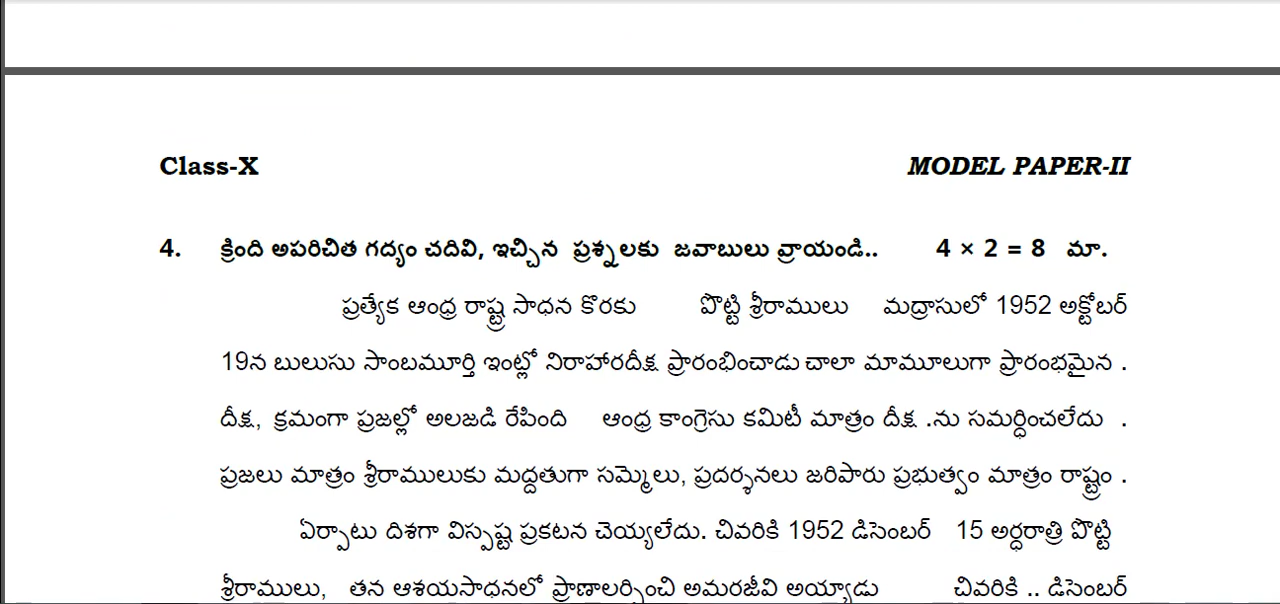 Class-X MODEL PAPER-II
4. క్రింది అపరిచిత గద్యం చదివి, ఇచ్చిన ప్రశ్నలకు జవాబులు వ్రాయండి.. 4 × 2 = 8 మా.
ప్రత్యేక ఆంధ్ర రాష్ట్ర సాధన కొరకు పొట్టి శ్రీరాములు మద్రాసులో 1952 అక్టోబర్
19న బులుసు సాంబమూర్తి ఇంట్లో నిరాహారదీక్ష ప్రారంభించాడు చాలా మామూలుగా ప్రారంభమైన .
దీక్ష, క్రమంగా ప్రజల్లో అలజడి రేపింది ఆంధ్ర కాంగ్రెసు కమిటీ మాత్రం దీక్ష .ను సమర్ధించలేదు .
ప్రజలు మాత్రం శ్రీరాములుకు మద్దతుగా సమ్మెలు, ప్రదర్శనలు జరిపారు ప్రభుత్వం మాత్రం రాష్ట్రం .
ఏర్పాటు దిశగా విస్పష్ట ప్రకటన చెయ్యలేదు. చివరికి 1952 డిసెంబర్ 15 అర్ధరాత్రి పొట్టి
శ్రీరాములు, తన ఆశయసాధనలో ప్రాణాలర్పించి అమరజీవి అయ్యాడు చివరికి .. డిసెంబర్